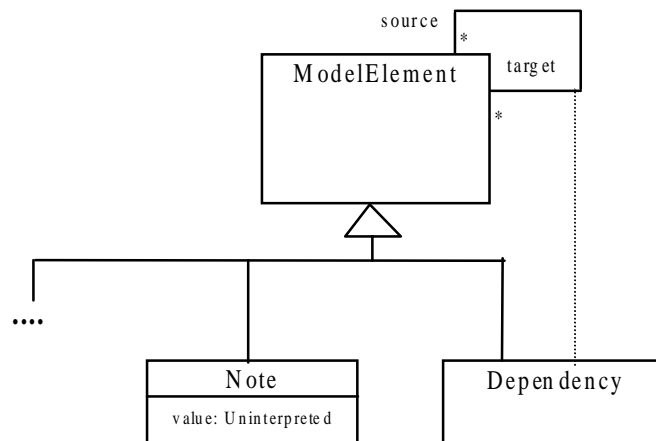 source
*
ModelElement
target
*
....
Note
Dependency
value: Uninterpreted